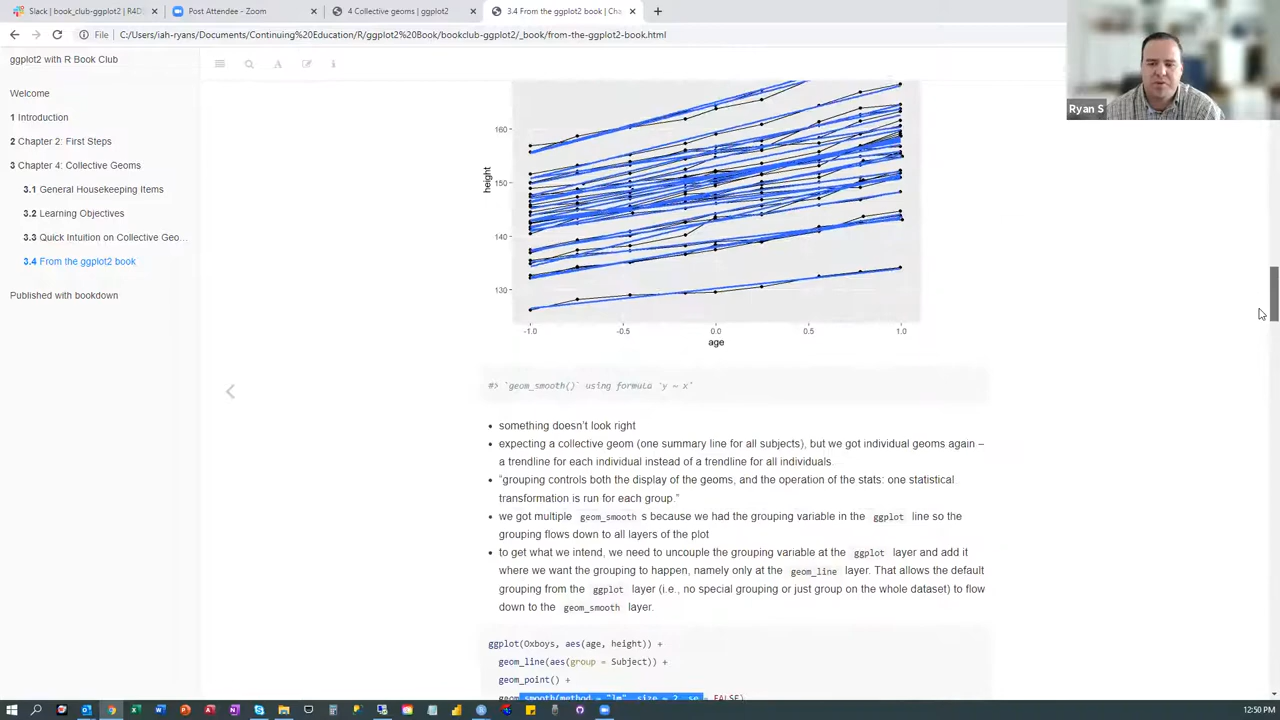 Slack | book_club-ggplot2 | R4D
Post Attendee - Zoom
4 Collective geoms | ggplot2
3.4 From the ggplot2 book | Cha
File
C:/Users/iah-ryans/Documents/Continuing%20Education/R/ggplot2%20Book/bookclub-ggplot2/_book/from-the-ggplot2-book.html
Ryan S
ggplot2 with R Book Club
Welcome
1 Introduction
2 Chapter 2: First Steps
3 Chapter 4: Collective Geoms
3.1 General Housekeeping Items
3.2 Learning Objectives
3.3 Quick Intuition on Collective Geo...
3.4 From the ggplot2 book
Published with bookdown
160
150
140
130
height
-1.0
-0.5
0.0
0.5
1.0
age
#> `geom_smooth()` using formula `y ~ x`
• something doesn't look right
• expecting a collective geom (one summary line for all subjects), but we got individual geoms again –
a trendline for each individual instead of a trendline for all individuals.
• "grouping controls both the display of the geoms, and the operation of the stats: one statistical
transformation is run for each group."
• we got multiple geom_smooth s because we had the grouping variable in the ggplot line so the
grouping flows down to all layers of the plot
• to get what we intend, we need to uncouple the grouping variable at the ggplot layer and add it
where we want the grouping to happen, namely only at the geom_line layer. That allows the default
grouping from the ggplot layer (i.e., no special grouping or just group on the whole dataset) to flow
down to the geom_smooth layer.
ggplot(Oxboys, aes(age, height)) +
geom_line(aes(group = Subject)) +
geom_point() +
geom_smooth(method = "lm", size = 2, se = FALSE)
12:50 PM